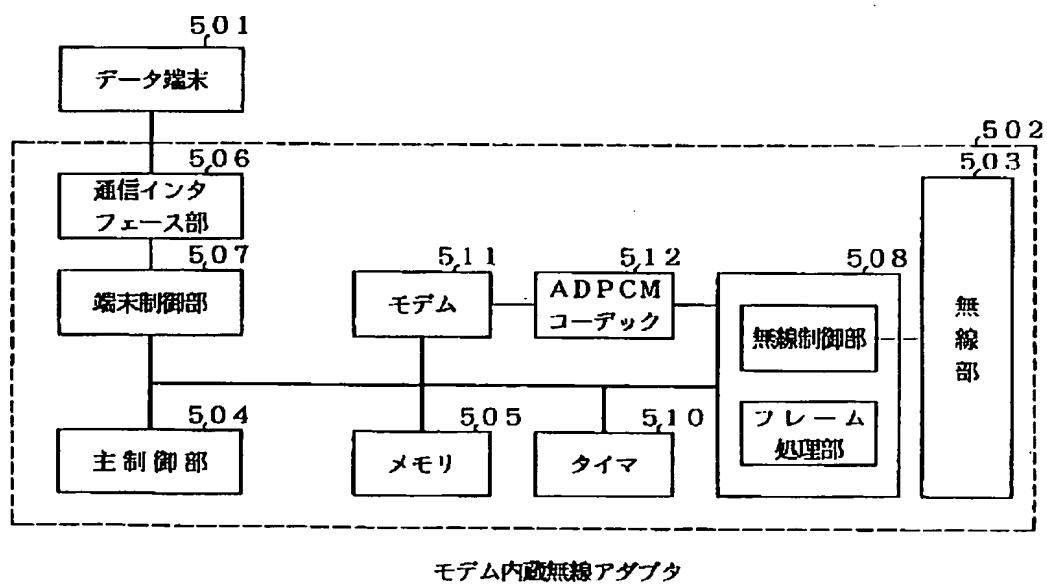 501
データ端末
502
503
506
通信インタ
フェース部
507
端末制御部
511
モデム
512
ADPCM
コーデック
508
無線制御部
無線部
504
主制御部
505
メモリ
510
タイマ
フレーム
処理部
モデム内蔵無線アダプタ